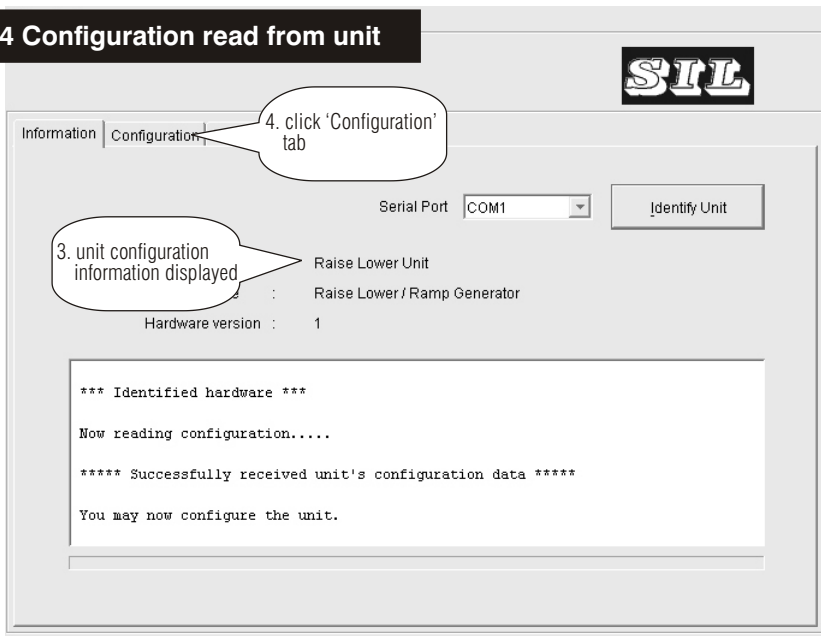 4 Configuration read from unit
SIL
Information Configuration
4. click ‘Configuration’
tab
Serial Port COM1 Identify Unit
3. unit configuration
information displayed
Raise Lower Unit
: Raise Lower / Ramp Generator
Hardware version : 1
*** Identified hardware ***
Now reading configuration.....
***** Successfully received unit's configuration data *****
You may now configure the unit.